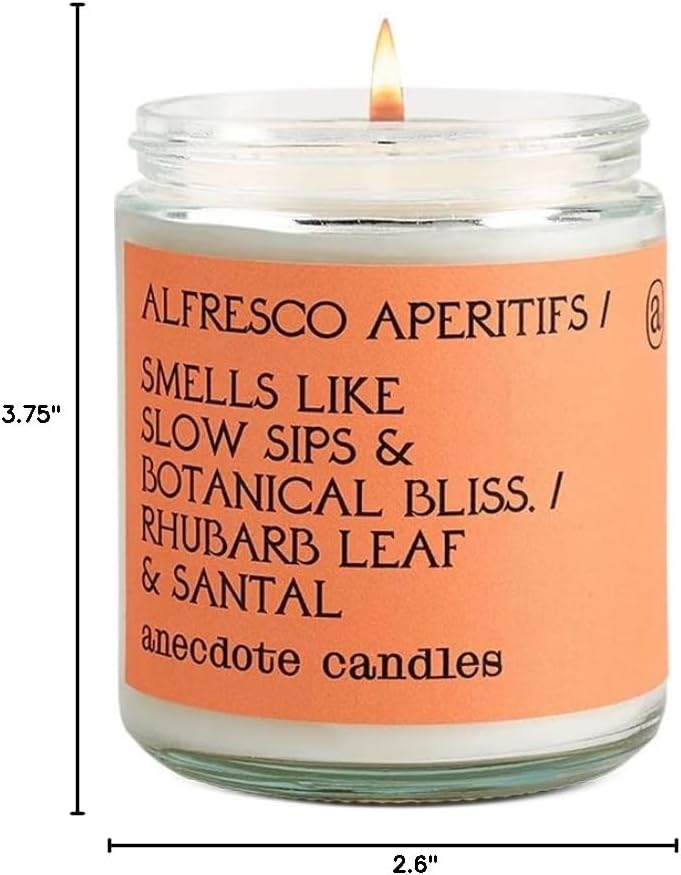 ALFRESCO APERITIFS /
a
SMELLS LIKE
SLOW SIPS &
BOTANICAL BLISS. /
RHUBARB LEAF
& SANTAL
anecdote candles
3.75"
2.6"